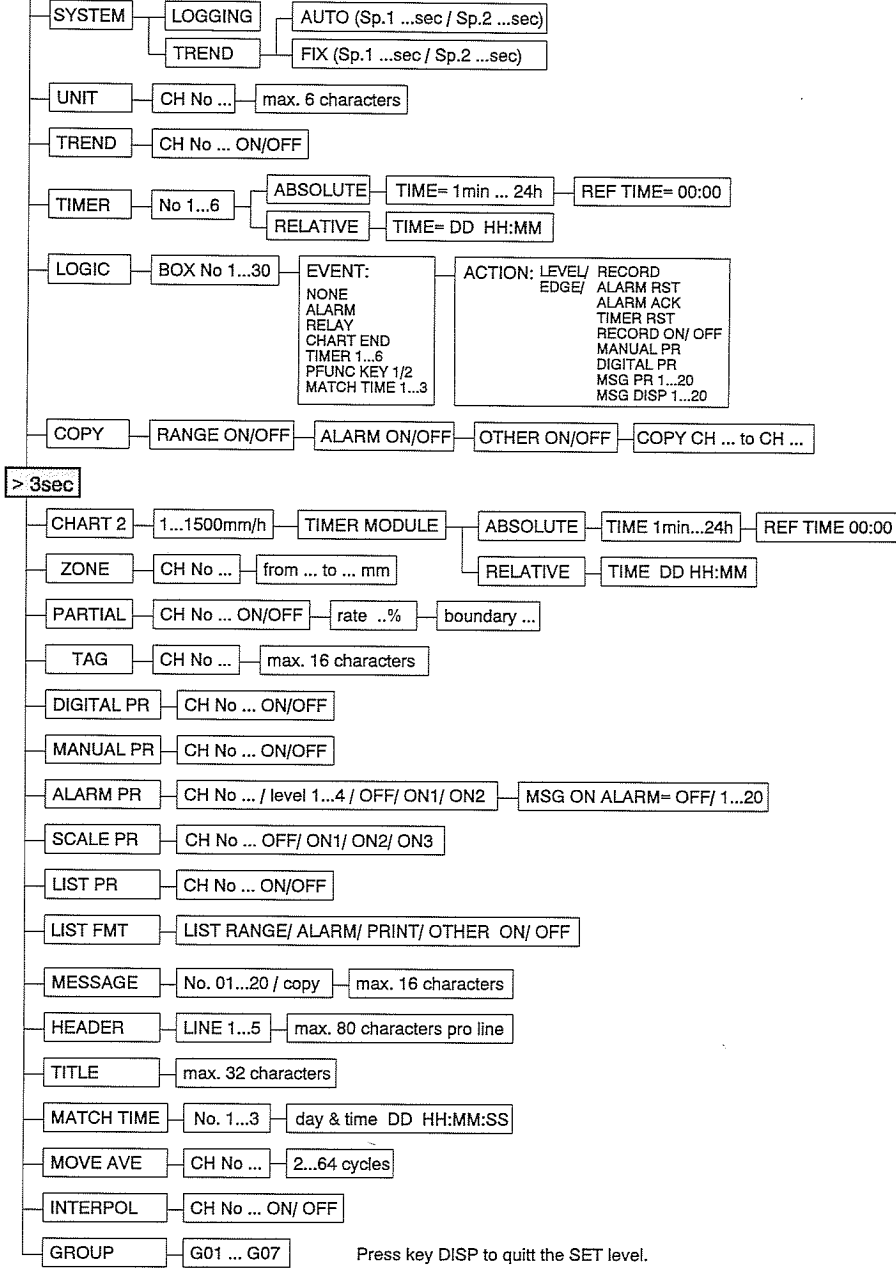 SYSTEM LOGGING AUTO (Sp.1 ...sec / Sp.2 ...sec)
TREND FIX (Sp.1 ...sec / Sp.2 ...sec)
UNIT CH No ... max. 6 characters
TREND CH No ... ON/OFF
TIMER No 1...6 ABSOLUTE TIME= 1min ... 24h REF TIME= 00:00
RELATIVE TIME= DD HH:MM
LOGIC BOX No 1...30 EVENT:
NONE
ALARM
RELAY
CHART END
TIMER 1...6
PFUNC KEY 1/2
MATCH TIME 1...3
ACTION: LEVEL/ RECORD
EDGE/ ALARM RST
ALARM ACK
TIMER RST
RECORD ON/ OFF
MANUAL PR
DIGITAL PR
MSG PR 1...20
MSG DISP 1...20
COPY RANGE ON/OFF ALARM ON/OFF OTHER ON/OFF COPY CH ... to CH ...
> 3sec
CHART 2 1...1500mm/h TIMER MODULE ABSOLUTE TIME 1min...24h REF TIME 00:00
RELATIVE TIME DD HH:MM
ZONE CH No ... from ... to ... mm
PARTIAL CH No ... ON/OFF rate ..% boundary ...
TAG CH No ... max. 16 characters
DIGITAL PR CH No ... ON/OFF
MANUAL PR CH No ... ON/OFF
ALARM PR CH No ... / level 1...4 / OFF/ ON1/ ON2 MSG ON ALARM= OFF/ 1...20
SCALE PR CH No ... OFF/ ON1/ ON2/ ON3
LIST PR CH No ... ON/OFF
LIST FMT LIST RANGE/ ALARM/ PRINT/ OTHER ON/ OFF
MESSAGE No. 01...20 / copy max. 16 characters
HEADER LINE 1...5 max. 80 characters pro line
TITLE max. 32 characters
MATCH TIME No. 1...3 day & time DD HH:MM:SS
MOVE AVE CH No ... 2...64 cycles
INTERPOL CH No ... ON/ OFF
GROUP G01 ... G07 Press key DISP to quitt the SET level.